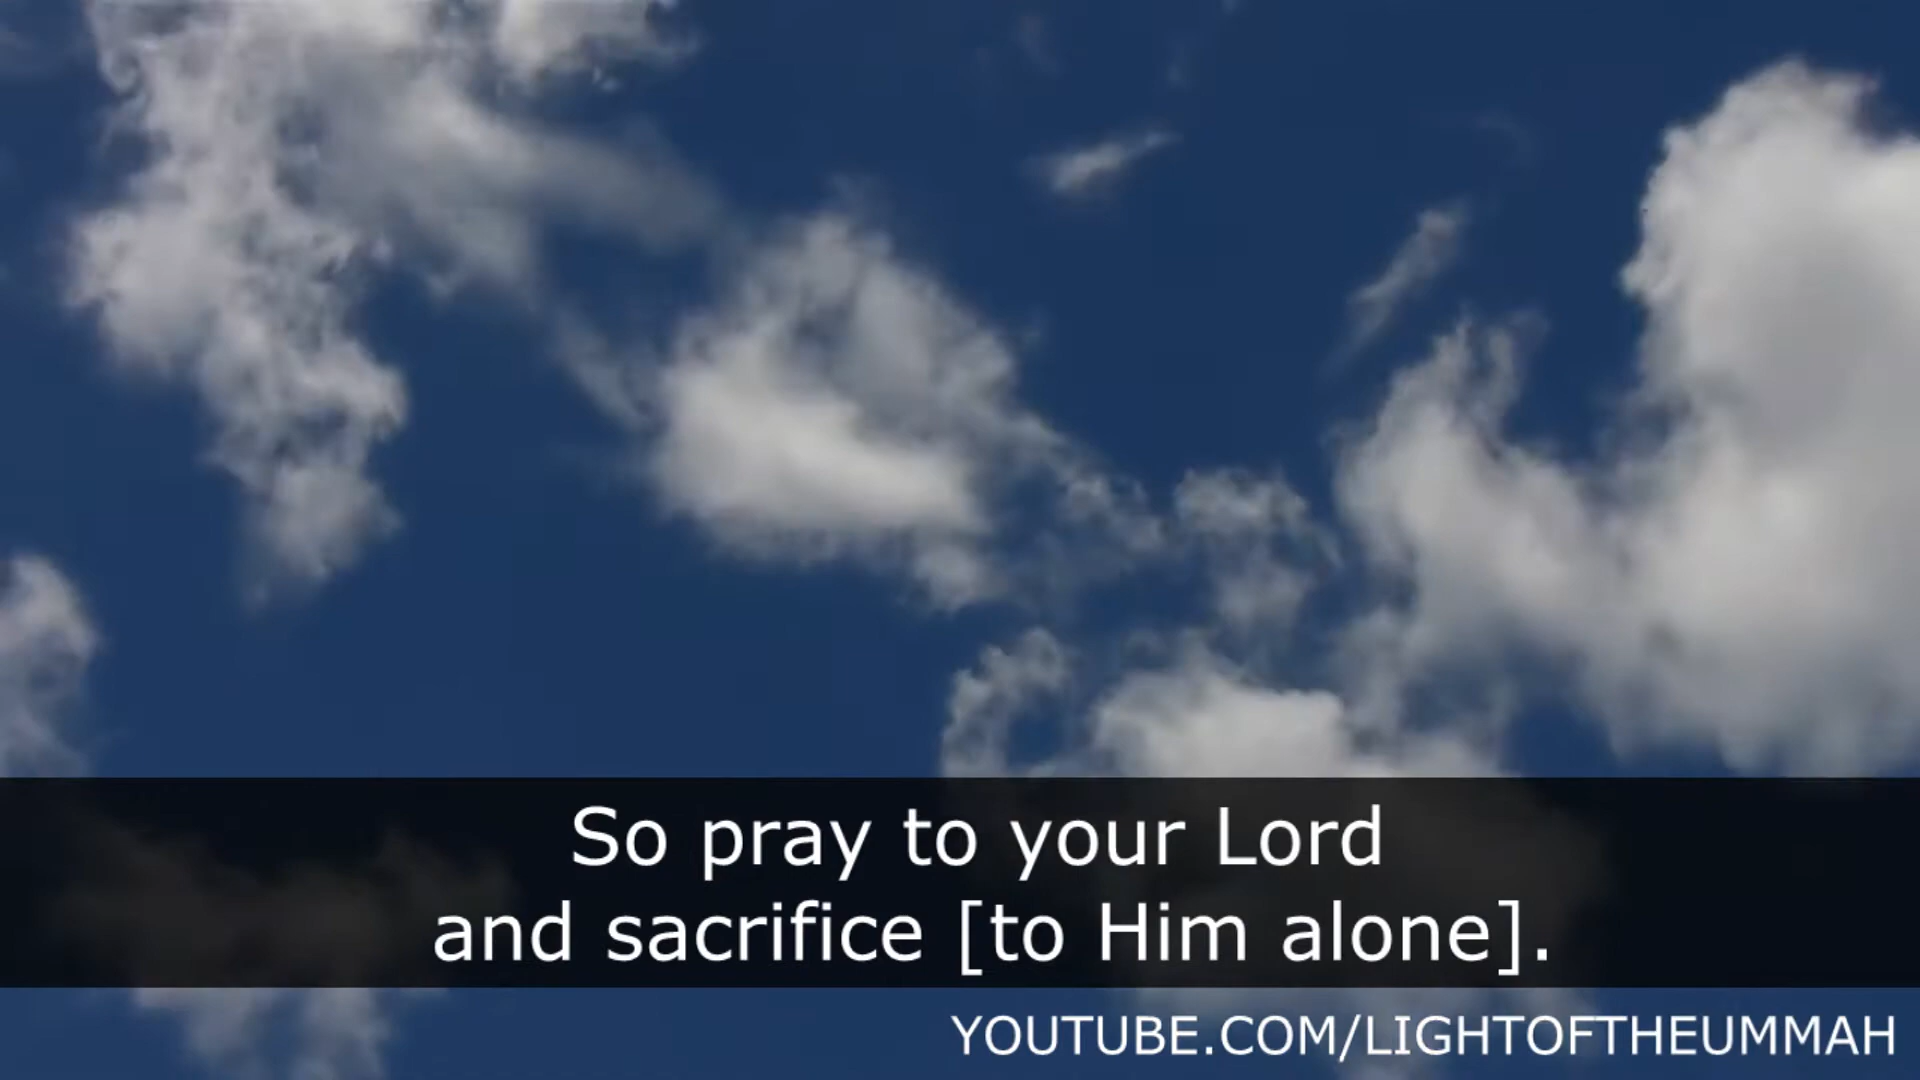 So pray to your Lord
and sacrifice [to Him alone].
YOUTUBE.COM/LIGHTOFTHEUMMAH